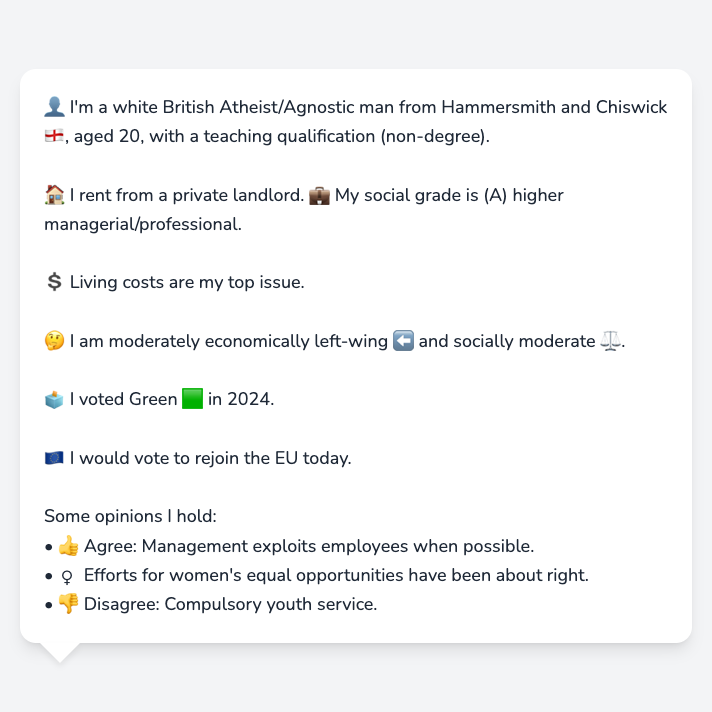 👤 I'm a white British Atheist/Agnostic man from Hammersmith and Chiswick
🏴󠁧󠁢󠁥󠁮󠁧󠁿, aged 20, with a teaching qualification (non-degree).
🏠 I rent from a private landlord. 💼 My social grade is (A) higher
managerial/professional.
💲 Living costs are my top issue.
🤔 I am moderately economically left-wing ⬅️ and socially moderate ⚖️.
🗳️ I voted Green 🟩 in 2024.
🇪🇺 I would vote to rejoin the EU today.
Some opinions I hold:
• 👍 Agree: Management exploits employees when possible.
• ♀ Efforts for women's equal opportunities have been about right.
• 👎 Disagree: Compulsory youth service.